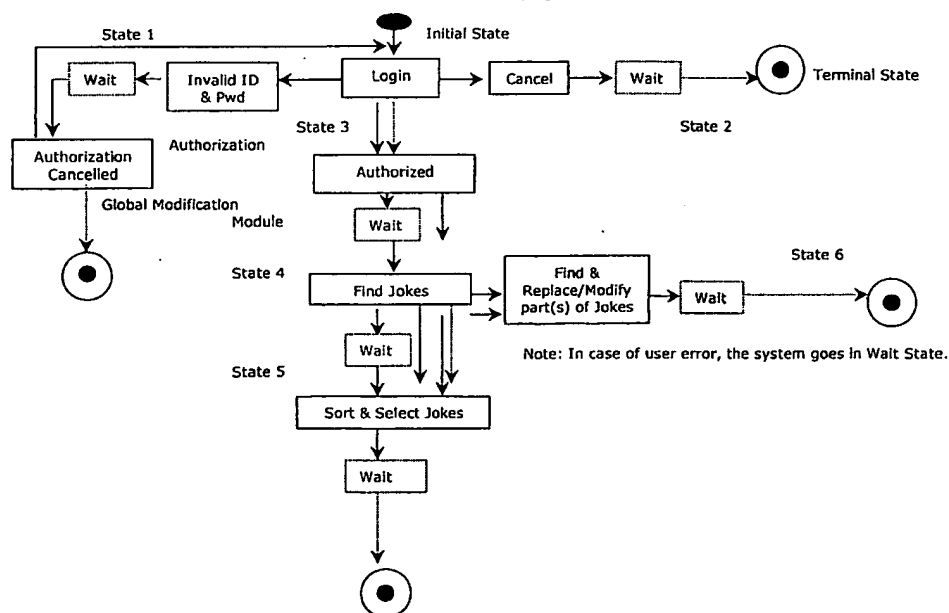 State 1
Initial State
Wait
Invalid ID
& Pwd
Login
Cancel
Wait
Terminal State
State 3
State 2
Authorization
Cancelled
Authorization
Authorized
Global Modification
Module
Wait
State 4
Find Jokes
Find &
Replace/Modify
part(s) of Jokes
Wait
State 6
Wait
Note: In case of user error, the system goes in Wait State.
State 5
Sort & Select Jokes
Wait